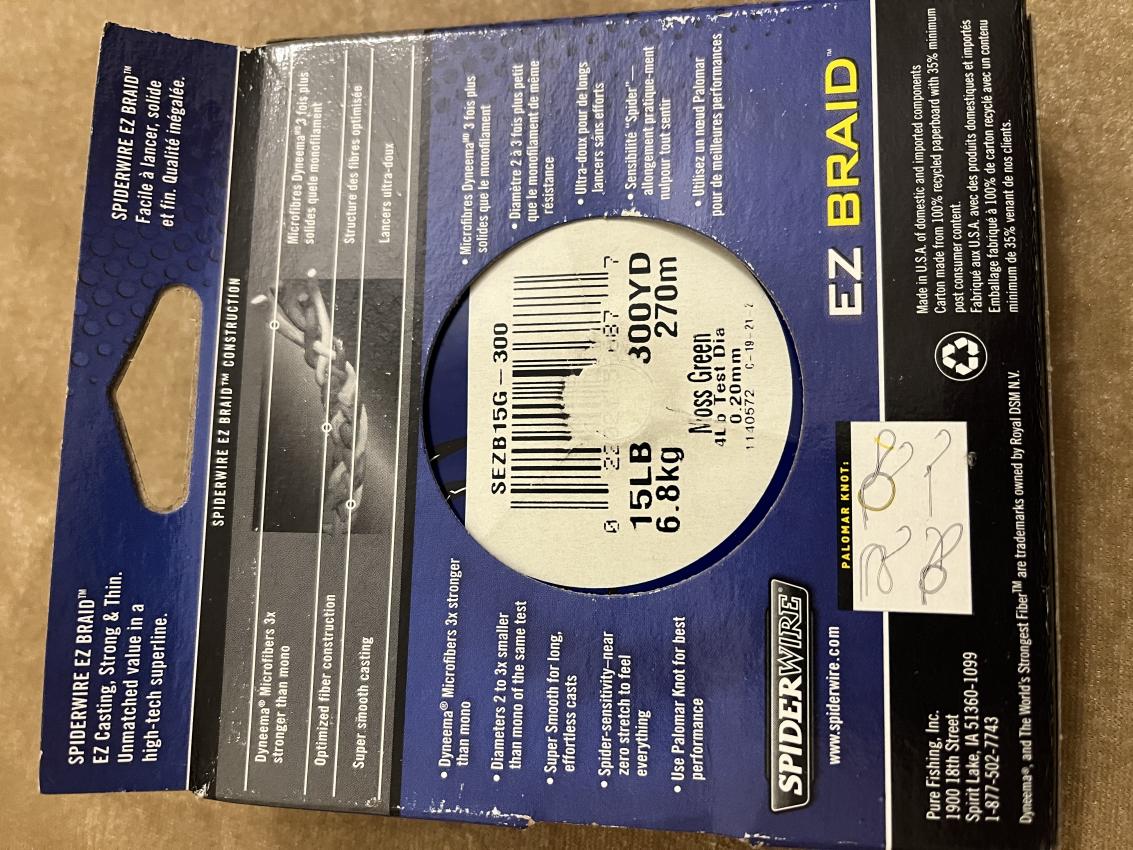 SPIDERWIRE EZ BRAID™
EZ Casting, Strong & Thin.
Unmatched value in a
high-tech superline.
SPIDERWIRE EZ BRAID™
Facile à lancer, solide
et fin. Qualité inégalée.
SPIDERWIRE EZ BRAID™ CONSTRUCTION
Dyneema® Microfibers 3x
stronger than mono
Optimized fiber construction
Super smooth casting
Microfibres Dyneemaᴹᴰ 3 fois plus
solides quele monofilament
Structure des fibres optimisée
Lancers ultra-doux
• Dyneema® Microfibers 3x stronger
than mono
• Diameters 2 to 3x smaller
than mono of the same test
• Super Smooth for long,
effortless casts
• Spider-sensitivity–near
zero stretch to feel
everything
• Use Palomar Knot for best
performance
SEZB15G-300
15LB 300YD
6.8kg 270m
Moss Green
4Lb Test Dia
0.20mm
1140572 C-19-21-2
• Microfibres Dyneemaᴹᴰ 3 fois plus
solides que le monofilament
• Diamètre 2 à 3 fois plus petit
que le monofilament de même
résistance
• Ultra-doux pour de longs
lancers sans efforts
• Sensibilité "Spider"—
allongement pratique-ment
nulpour tout sentir
• Utilisez un nœud Palomar
pour de meilleures performances
SPIDERWIRE®
www.spiderwire.com
EZ BRAID™
PALOMAR KNOT:
Pure Fishing, Inc.
1900 18th Street
Spirit Lake, IA 51360-1099
1-877-502-7743
Made in U.S.A. of domestic and imported components
Carton made from 100% recycled paperboard with 35% minimum
post consumer content.
Fabriqué aux U.S.A. avec des produits domestiques et importés
Emballage fabriqué à 100% de carton recyclé avec un contenu
minimum de 35% venant de nos clients.
Dyneema®, and The World's Strongest Fiber™ are trademarks owned by Royal DSM N.V.